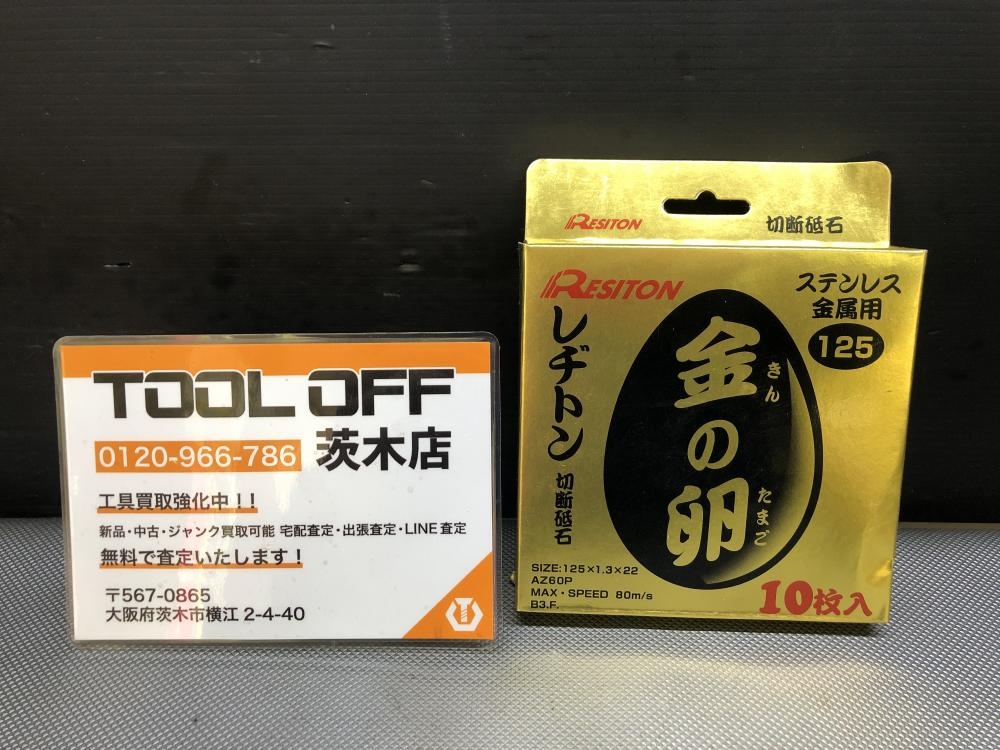 TOOL OFF
0120-966-786 茨木店
工具買取強化中！！
新品・中古・ジャンク買取可能 宅配査定・出張査定・LINE査定
無料で査定いたします！
〒567-0865
大阪府茨木市横江 2-4-40
RESITON 切断砥石
RESITON
レヂトン
切断砥石
ステンレス
金属用
125
金の卵
きん
たまご
SIZE:125×1.3×22
AZ60P
MAX・SPEED 80m/s
B3.F.
10枚入